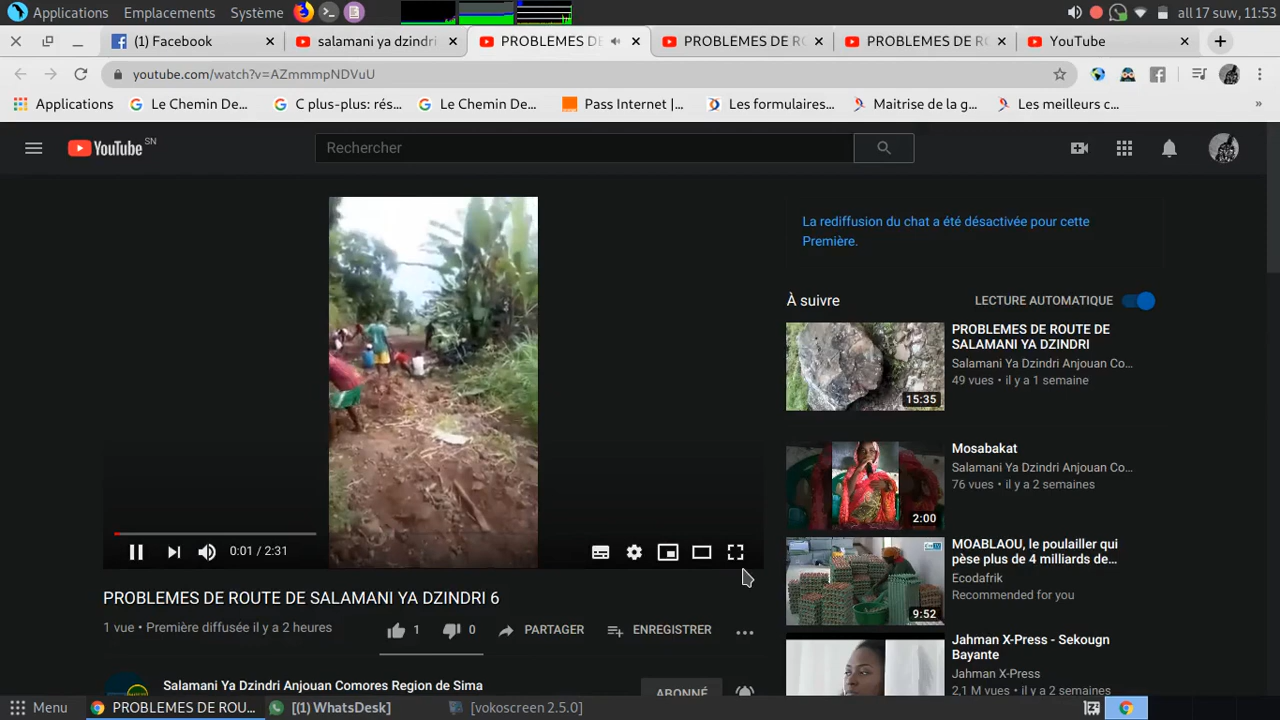 Applications Emplacements Système all 17 suw, 11:53
(1) Facebook salamani ya dzindri PROBLEMES DE PROBLEMES DE RO PROBLEMES DE RO YouTube
youtube.com/watch?v=AZmmmpNDVuU
Applications Le Chemin De... C plus-plus: rés... Le Chemin De... Pass Internet |... Les formulaires... Maitrise de la g... Les meilleurs c... »
YouTube SN
Rechercher
La rediffusion du chat a été désactivée pour cette
Première.
À suivre LECTURE AUTOMATIQUE
PROBLEMES DE ROUTE DE
SALAMANI YA DZINDRI
Salamani Ya Dzindri Anjouan Co...
49 vues • il y a 1 semaine
15:35
Mosabakat
Salamani Ya Dzindri Anjouan Co...
76 vues • il y a 2 semaines
2:00
MOABLAOU, le poulailler qui
pèse plus de 4 milliards de...
Ecodafrik
Recommended for you
9:52
Jahman X-Press - Sekougn
Bayante
Jahman X-Press
2,1 M vues • il y a 1 an
0:01 / 2:31
PROBLEMES DE ROUTE DE SALAMANI YA DZINDRI 6
1 vue • Première diffusée il y a 2 heures
1 0 PARTAGER ENREGISTRER
Salamani Ya Dzindri Anjouan Comores Region de Sima
ABONNÉ
Menu PROBLEMES DE ROU... [(1) WhatsDesk] [vokoscreen 2.5.0]